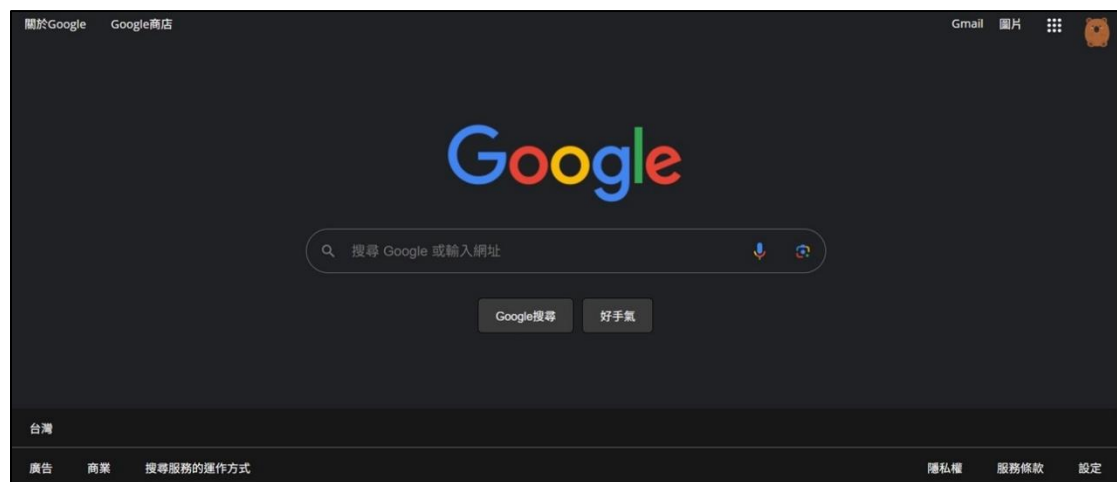 關於Google Google商店 Gmail 圖片
Google
搜尋 Google 或輸入網址
Google搜尋 好手氣
台灣
廣告 商業 搜尋服務的運作方式 隱私權 服務條款 設定